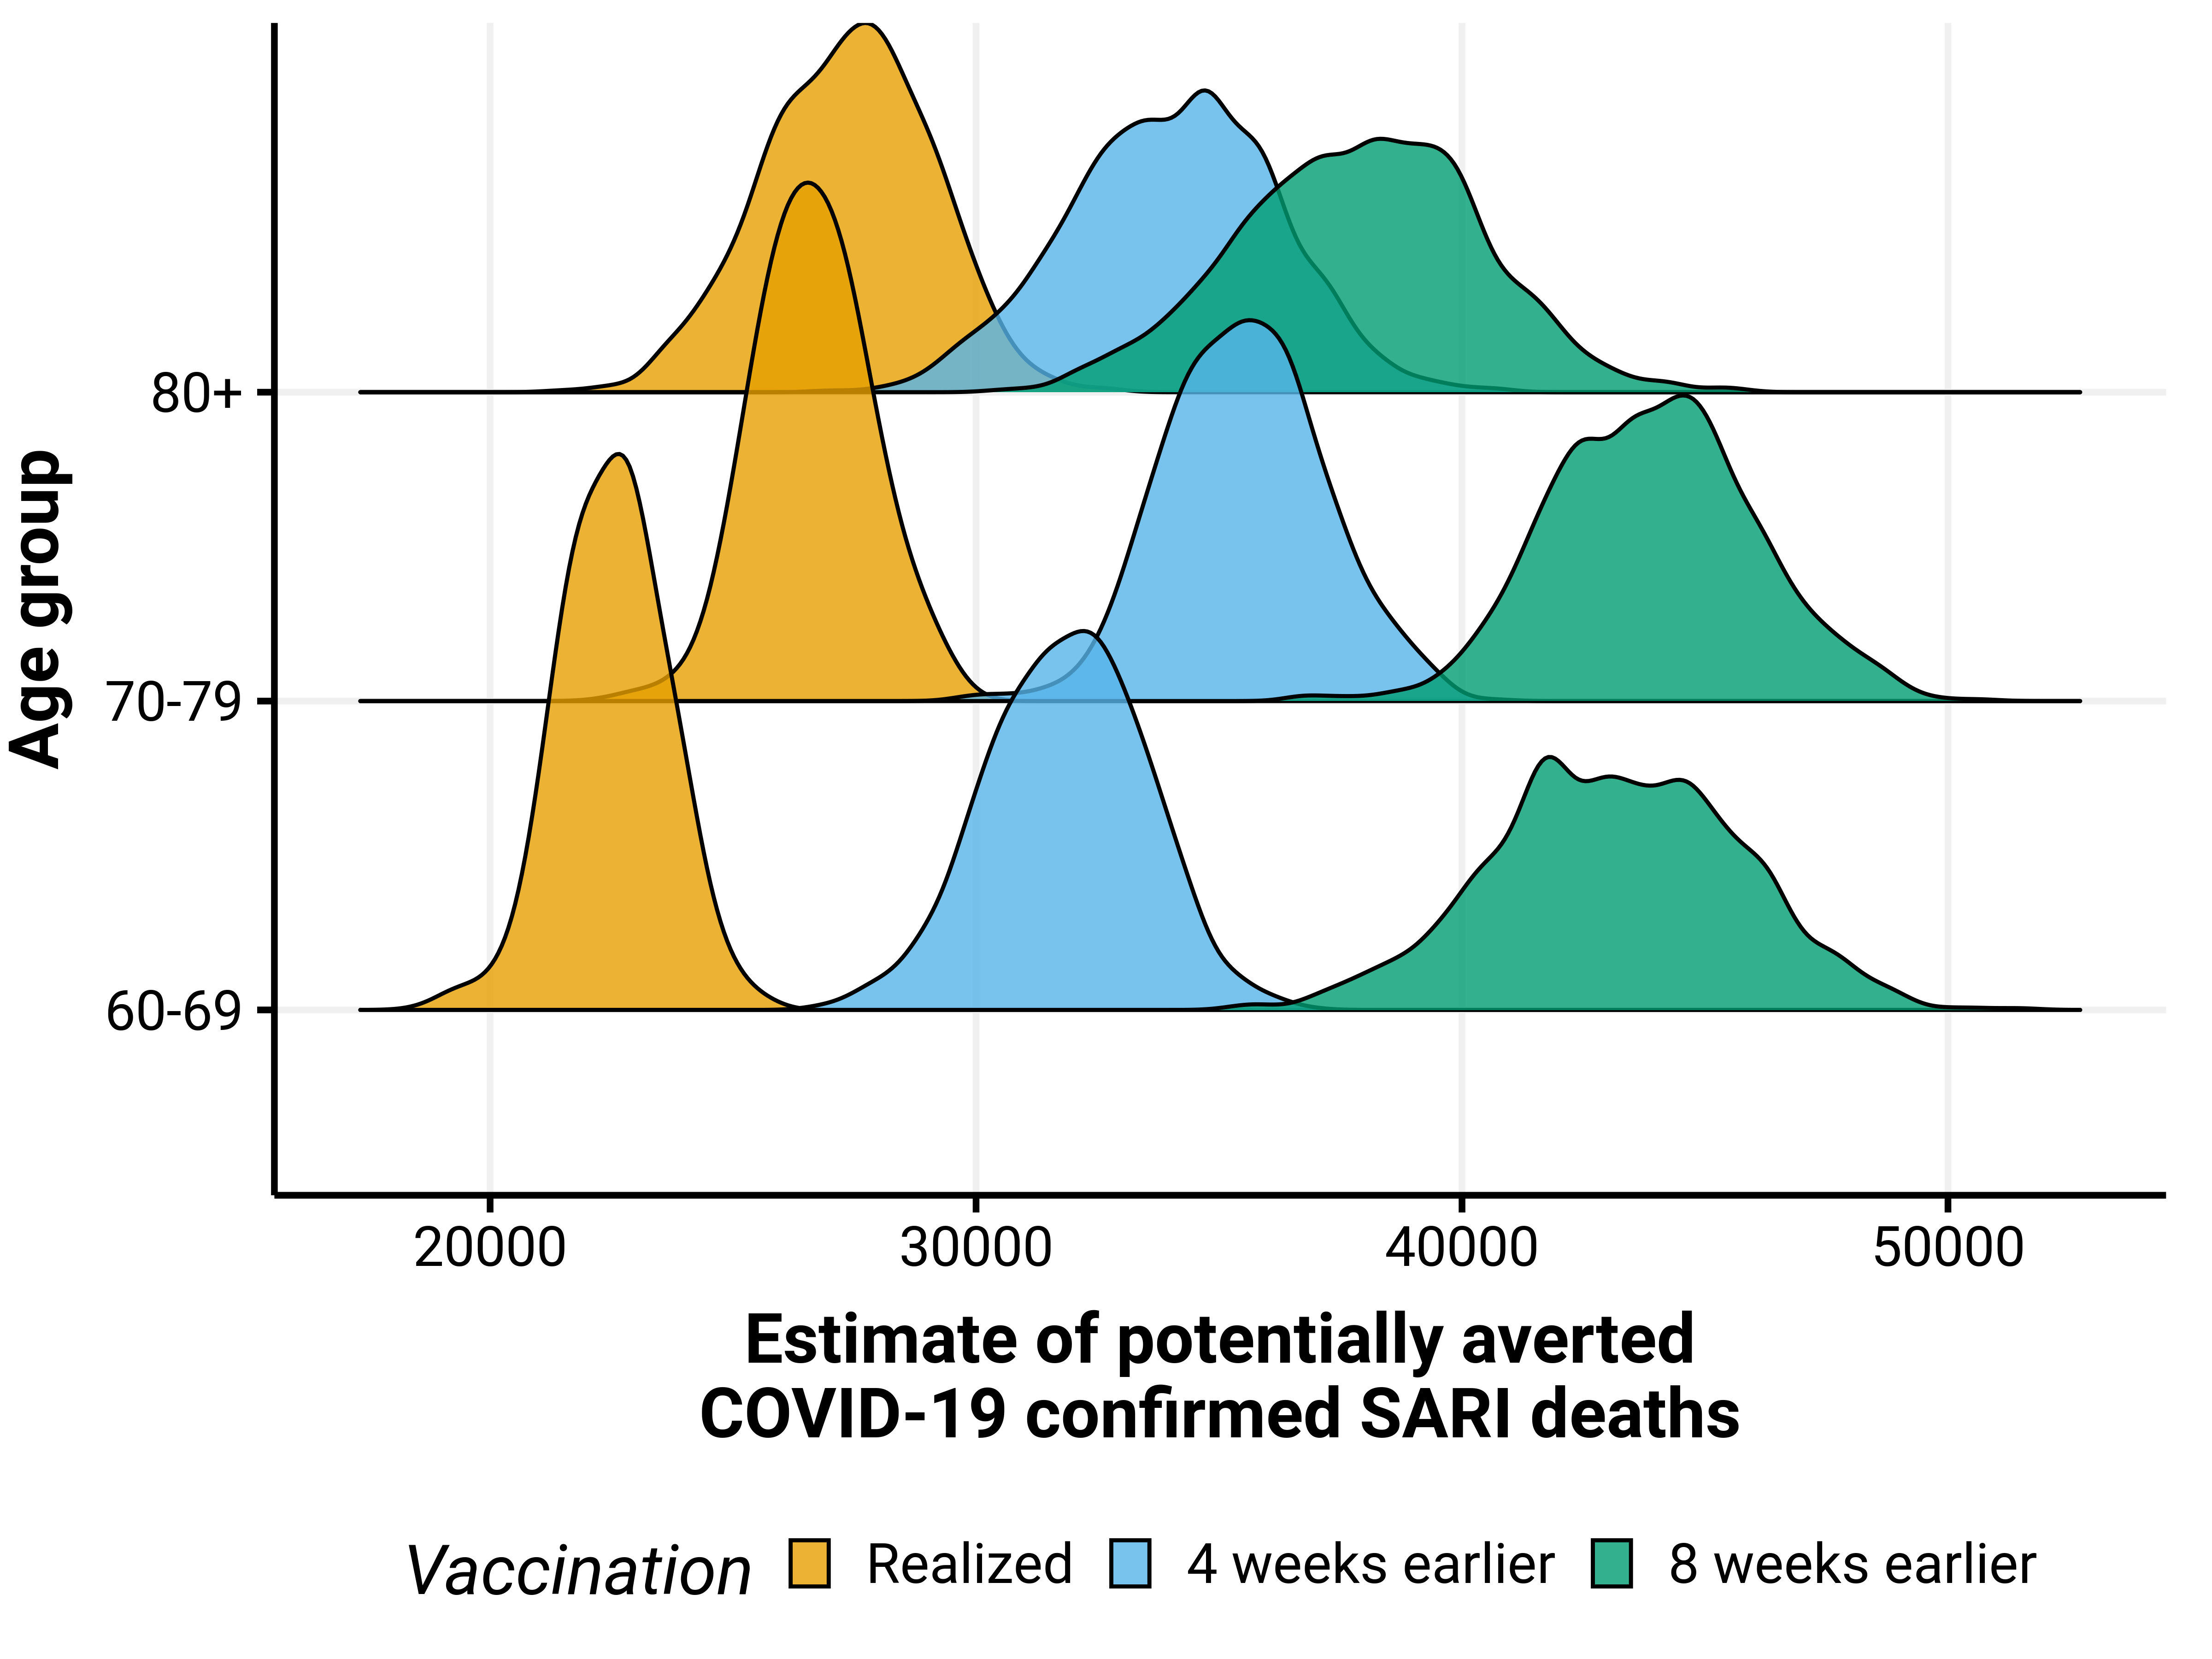 80+
70-79
60-69
Age group
20000 30000 40000 50000
Estimate of potentially averted
COVID-19 confirmed SARI deaths
Vaccination Realized 4 weeks earlier 8 weeks earlier